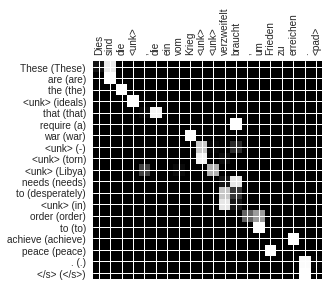 Dies
sind
die
<unk>
,
die
ein
vom
Krieg
<unk>
<unk>
verzweifelt
braucht
,
um
Frieden
zu
erreichen
.
<pad>
These (These)
are (are)
the (the)
<unk> (ideals)
that (that)
require (a)
war (war)
<unk> (-)
<unk> (torn)
<unk> (Libya)
needs (needs)
to (desperately)
<unk> (in)
order (order)
to (to)
achieve (achieve)
peace (peace)
. (.)
</s> (</s>)